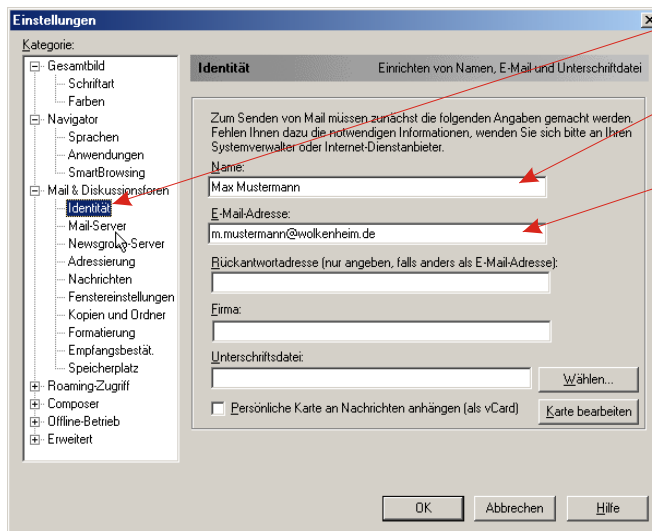 Einstellungen
Kategorie:
Gesamtbild
Schriftart
Farben
Navigator
Sprachen
Anwendungen
SmartBrowsing
Mail & Diskussionsforen
Identität
Mail-Server
Newsgroup-Server
Adressierung
Nachrichten
Fenstereinstellungen
Kopien und Ordner
Formatierung
Empfangsbestät.
Speicherplatz
Roaming-Zugriff
Composer
Offline-Betrieb
Erweitert
Identität Einrichten von Namen, E-Mail und Unterschriftdatei
Zum Senden von Mail müssen zunächst die folgenden Angaben gemacht werden.
Fehlen Ihnen dazu die notwendigen Informationen, wenden Sie sich bitte an Ihren
Systemverwalter oder Internet-Dienstanbieter.
Name:
Max Mustermann
E-Mail-Adresse:
m.mustermann@wolkenheim.de
Rückantwortadresse (nur angeben, falls anders als E-Mail-Adresse):
Firma:
Unterschriftsdatei:
Wählen...
Persönliche Karte an Nachrichten anhängen (als vCard)
Karte bearbeiten
OK Abbrechen Hilfe